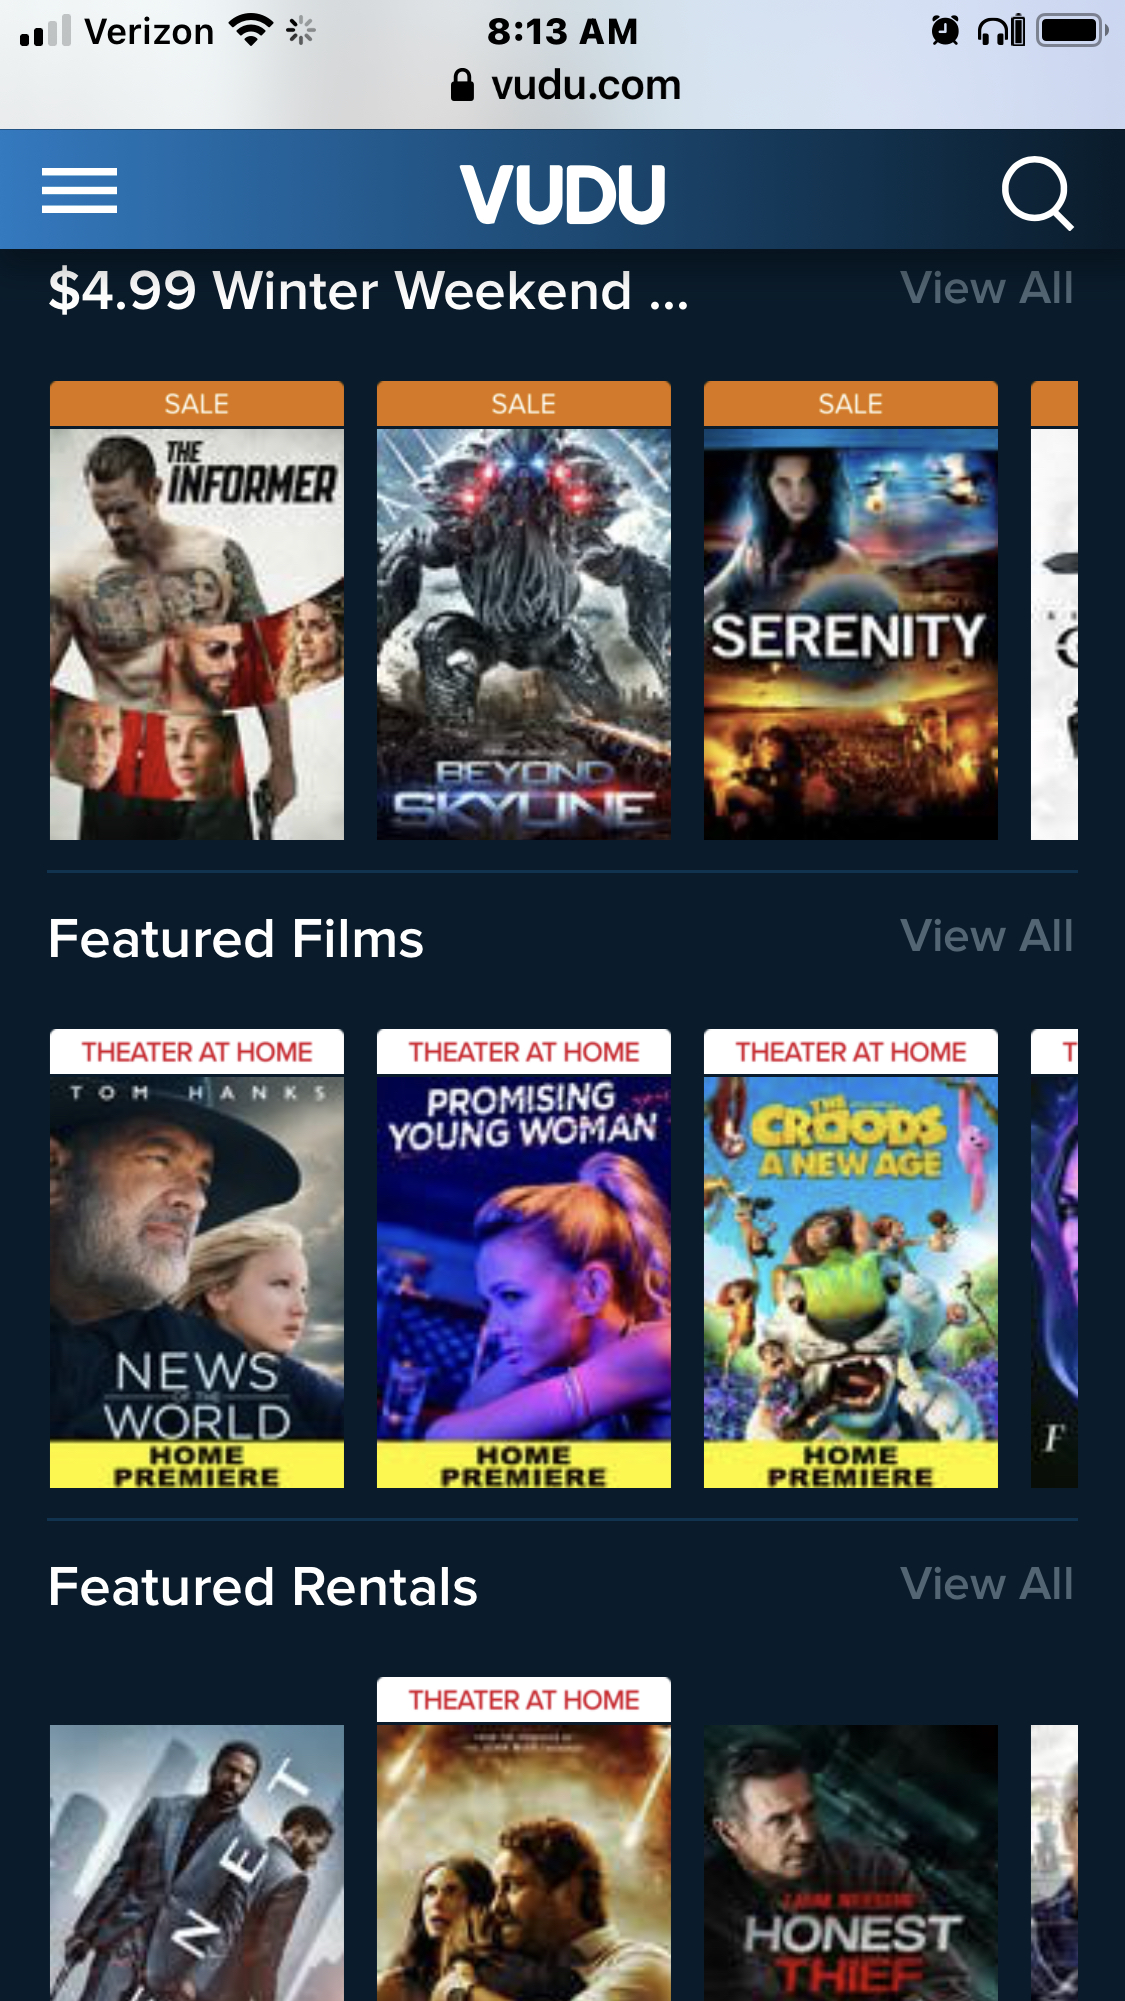 Verizon
8:13 AM
vudu.com
VUDU
$4.99 Winter Weekend ...
View All
SALE
SALE
SALE
THE
INFORMER
BEYOND
SKYLINE
SERENITY
Featured Films
View All
THEATER AT HOME
THEATER AT HOME
THEATER AT HOME
T
TOM HANKS
NEWS
OF THE
WORLD
HOME
PREMIERE
PROMISING
YOUNG WOMAN
HOME
PREMIERE
THE
CROODS
A NEW AGE
HOME
PREMIERE
F
Featured Rentals
View All
THEATER AT HOME
NET
LIAM NEESON
HONEST
THIEF